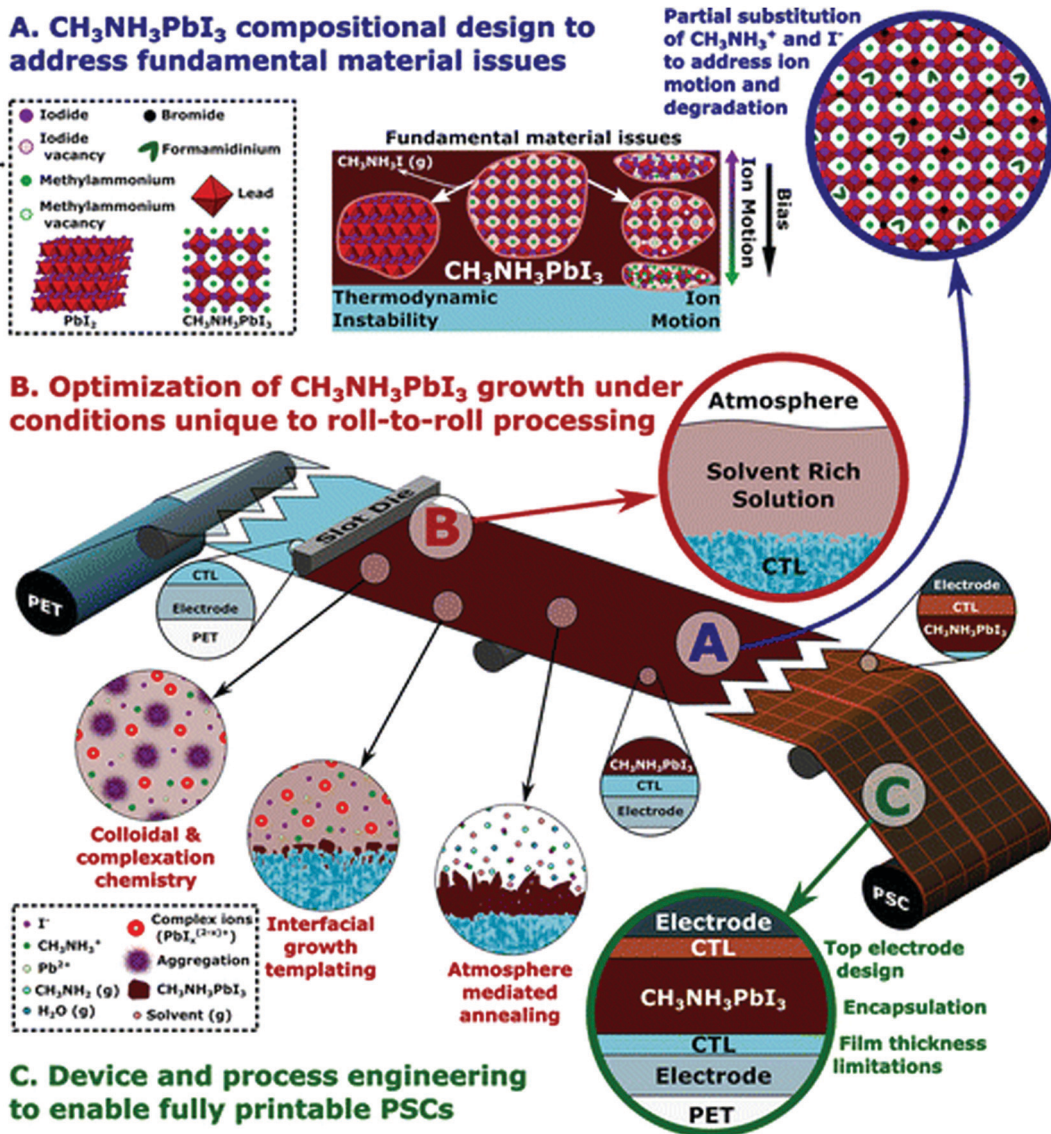 A. CH₃NH₃PbI₃ compositional design to
address fundamental material issues
Partial substitution
of CH₃NH₃⁺ and I⁻
to address ion
motion and
degradation
Iodide
Iodide
vacancy
Methylammonium
Methylammonium
vacancy
Bromide
Formamidinium
Lead
PbI₂
CH₃NH₃PbI₃
Fundamental material issues
CH₃NH₃I (g)
CH₃NH₃PbI₃
Thermodynamic
Instability
Ion
Motion
Ion Motion
Bias
B. Optimization of CH₃NH₃PbI₃ growth under
conditions unique to roll-to-roll processing
Atmosphere
Solvent Rich
Solution
CTL
Slot Die
B
PET
CTL
Electrode
PET
A
Electrode
CTL
CH₃NH₃PbI₃
CH₃NH₃PbI₃
CTL
Electrode
C
PSC
Colloidal &
complexation
chemistry
Interfacial
growth
templating
Atmosphere
mediated
annealing
I⁻
CH₃NH₃⁺
Pb²⁺
CH₃NH₂ (g)
H₂O (g)
Complex ions
(PbIₓ⁽²⁻ˣ⁾⁺)
Aggregation
CH₃NH₃PbI₃
Solvent (g)
Electrode
CTL
CH₃NH₃PbI₃
CTL
Electrode
PET
Top electrode
design
Encapsulation
Film thickness
limitations
C. Device and process engineering
to enable fully printable PSCs